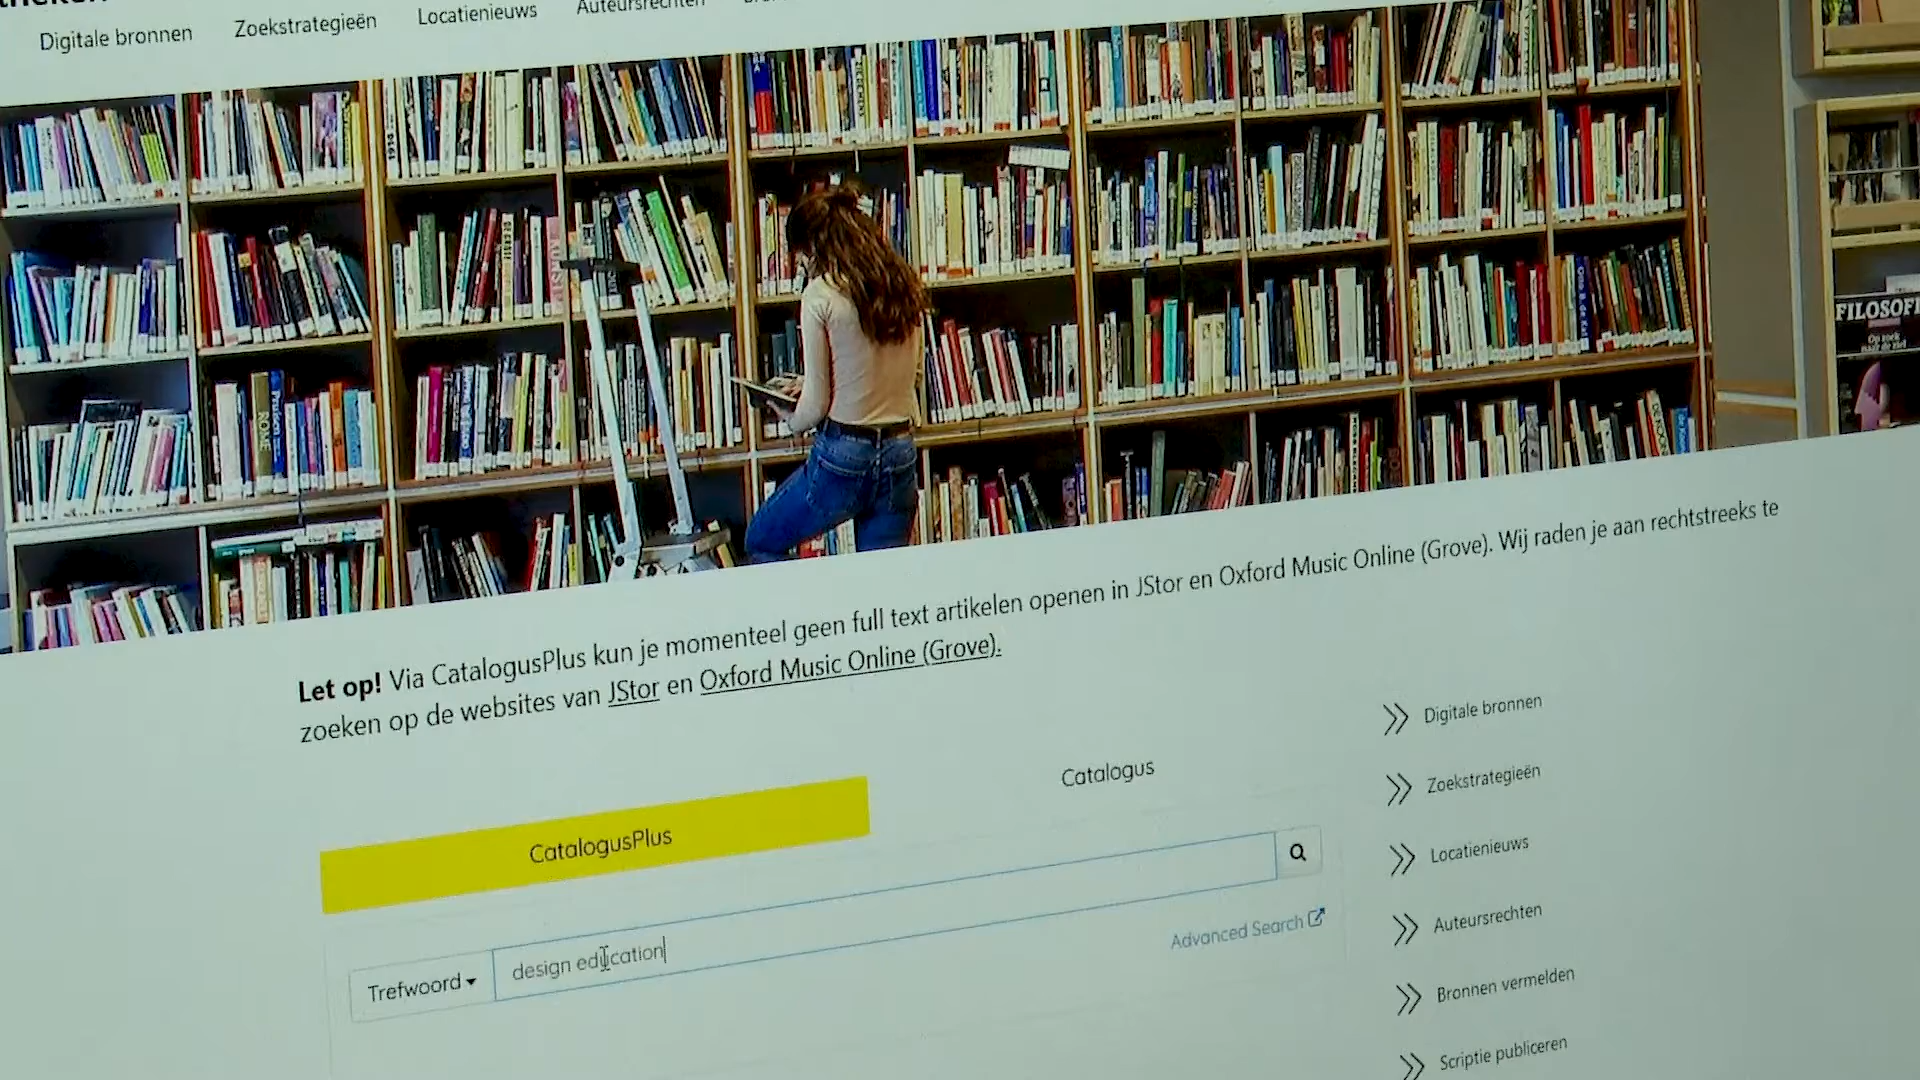 Digitale bronnen
Zoekstrategieën
Locatienieuws
Auteursrechten
FILOSOFI
Let op! Via CatalogusPlus kun je momenteel geen full text artikelen openen in JStor en Oxford Music Online (Grove). Wij raden je aan rechtstreeks te
zoeken op de websites van JStor en Oxford Music Online (Grove).
CatalogusPlus
Catalogus
Trefwoord
design education
Advanced Search
Digitale bronnen
Zoekstrategieën
Locatienieuws
Auteursrechten
Bronnen vermelden
Scriptie publiceren